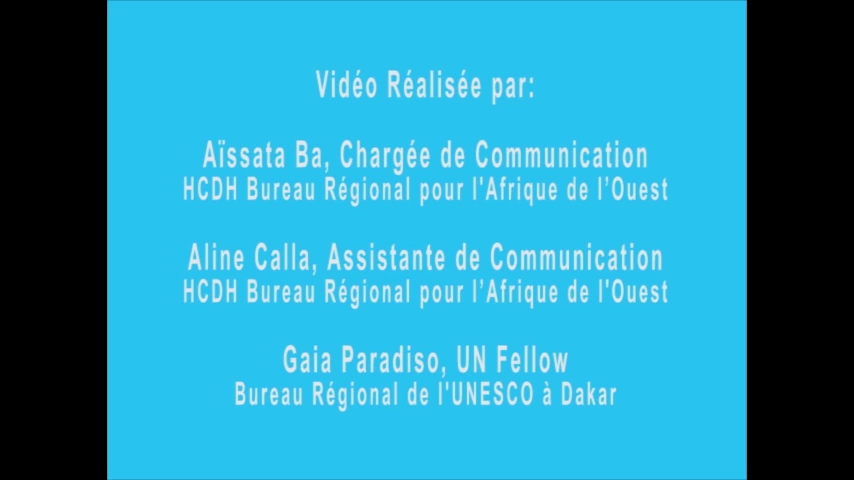 Vidéo Réalisée par:
Aïssata Ba, Chargée de Communication
HCDH Bureau Régional pour l'Afrique de l’Ouest
Aline Calla, Assistante de Communication
HCDH Bureau Régional pour l’Afrique de l'Ouest
Gaia Paradiso, UN Fellow
Bureau Régional de l'UNESCO à Dakar